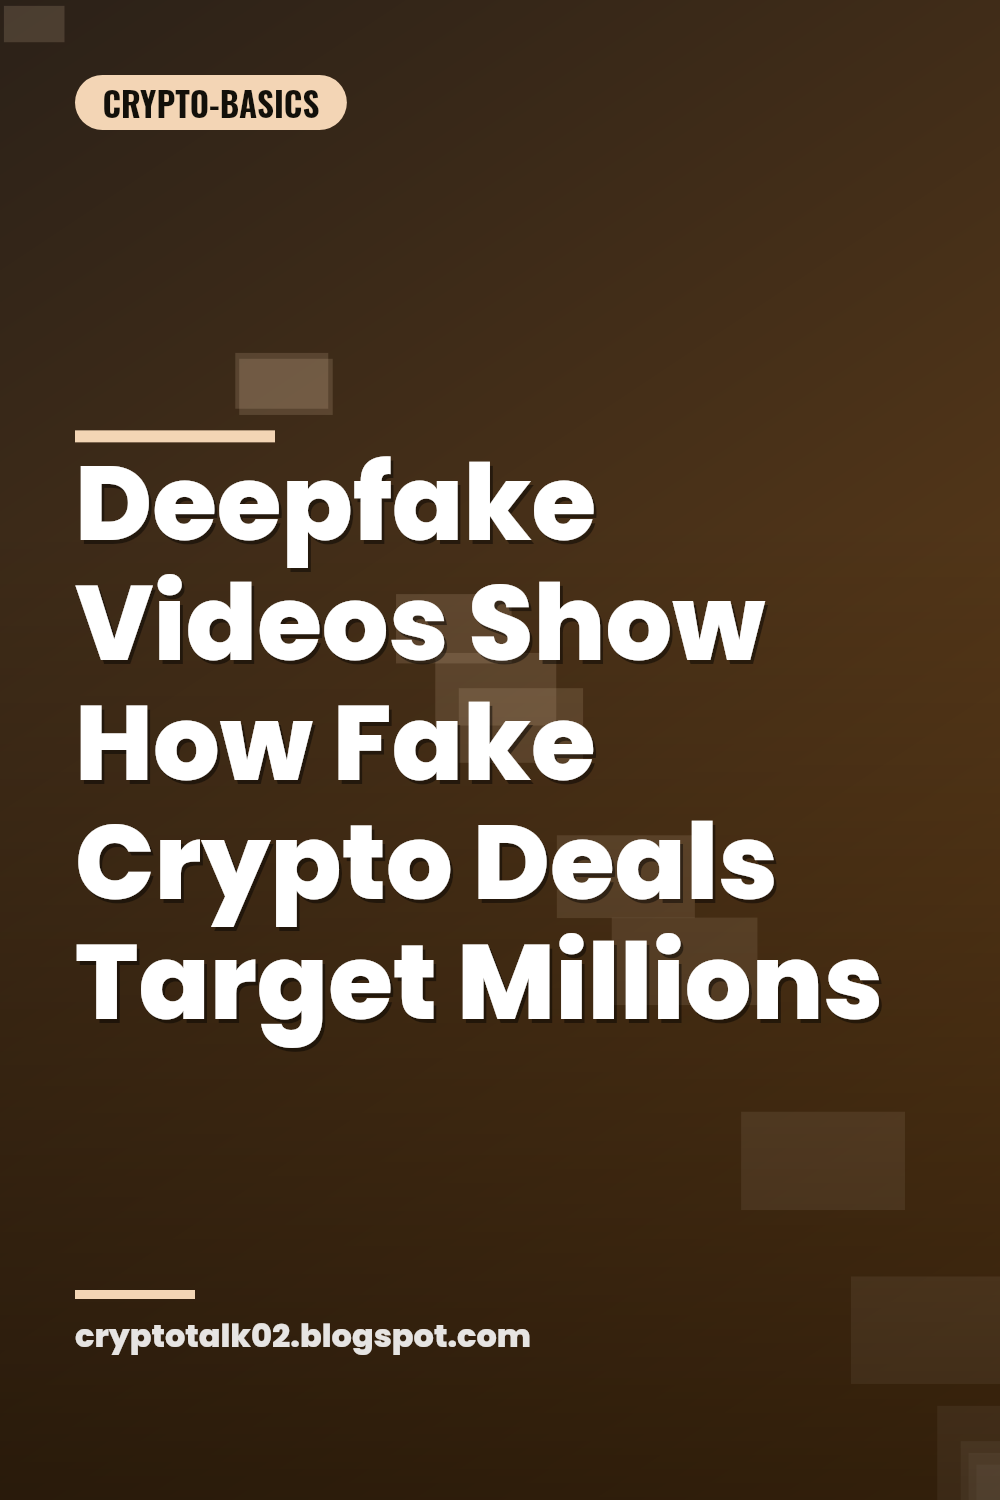 CRYPTO-BASICS
Deepfake
Videos Show
How Fake
Crypto Deals
Target Millions
cryptotalk02.blogspot.com